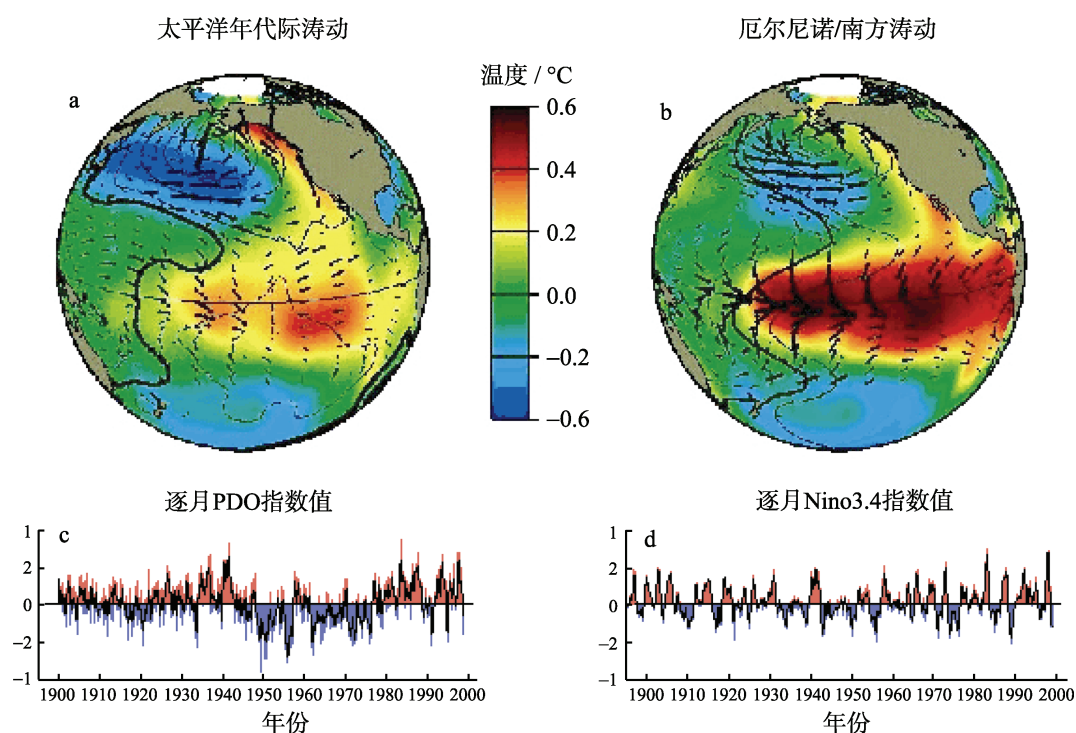 太平洋年代际涛动
厄尔尼诺/南方涛动
温度 / °C
a
b
0.6
0.4
0.2
0.0
–0.2
–0.6
逐月PDO指数值
逐月Nino3.4指数值
c
1
2
0
–2
–1
1900 1910 1920 1930 1940 1950 1960 1970 1980 1990 2000
年份
d
1
2
0
–2
–1
1900 1910 1920 1930 1940 1950 1960 1970 1980 1990 2000
年份